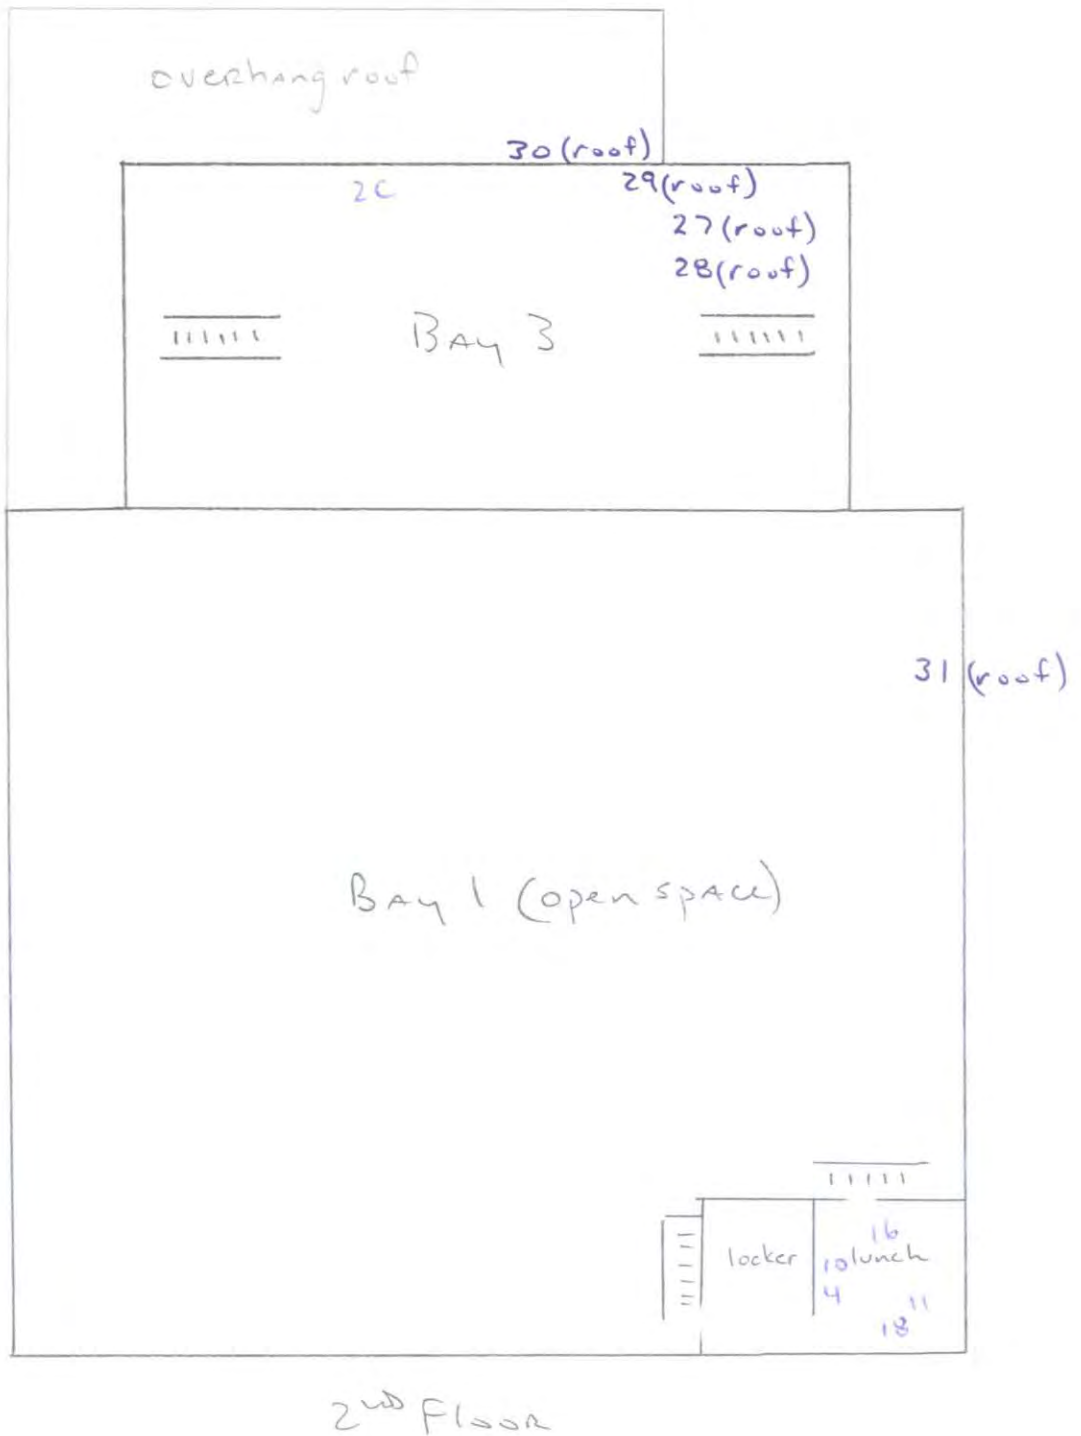 overhang roof
30 (roof)
29 (roof)
2C
27 (roof)
28 (roof)
BAy 3
31 (roof)
BAy 1 (open space)
16
locker
10 lunch
4
11
18
2ND FLOOR